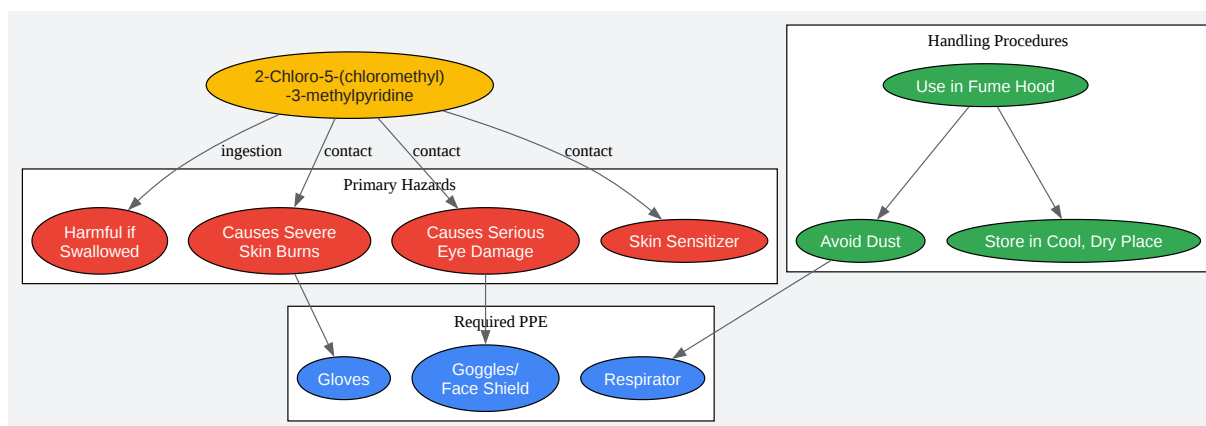 Handling Procedures
2-Chloro-5-(chloromethyl)
-3-methylpyridine
Use in Fume Hood
ingestion
contact
contact
contact
Primary Hazards
Harmful if
Swallowed
Causes Severe
Skin Burns
Causes Serious
Eye Damage
Skin Sensitizer
Avoid Dust
Store in Cool, Dry Place
Required PPE
Gloves
Goggles/
Face Shield
Respirator